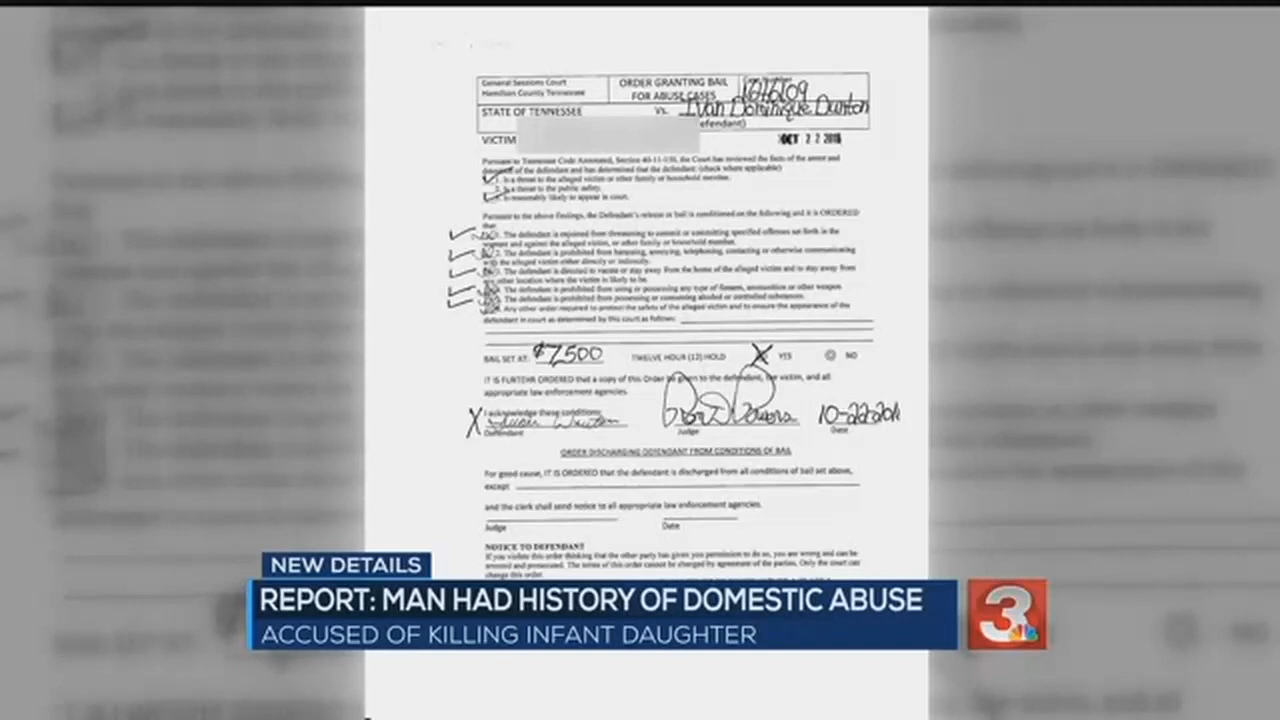 General Sessions Court
Hamilton County Tennessee
ORDER GRANTING BAIL
FOR ABUSE CASES
Case Number
STATE OF TENNESSEE
Vs.
Ivan Dominique Dunton
efendant)
VICTIM
OCT 22
Pursuant to Tennessee Code Annotated, Section 40-11-150, the Court has reviewed the facts of the arrest and
of the defendant and has determined that the defendant: (check where applicable)
1. Is a threat to the alleged victim or other family or household member.
2. Is a threat to the public safety.
Is reasonably likely to appear in court.
Pursuant to the above findings, the Defendant's release or bail is conditioned on the following and it is ORDERED
that
1. The defendant is enjoined from threatening to commit or committing specified offenses set forth in the
warrant and against the alleged victim, or other family or household member.
2. The defendant is prohibited from harassing, annoying, telephoning, contacting or otherwise communicating
with the alleged victim either directly or indirectly.
The defendant is directed to vacate or stay away from the home of the alleged victim and to stay away from
any other location where the victim is likely to be.
The defendant is prohibited from using or possessing any type of firearm, ammunition or other weapon
The defendant is prohibited from possessing or consuming alcohol or controlled substances.
Any other order required to protect the safety of the alleged victim and to ensure the appearance of the
defendant in court as determined by this court as follows:
BAIL SET AT: $7,500 TWELVE HOUR (12) HOLD X YES NO
IT IS FURTEHR ORDERED that a copy of this Order be given to the defendant, the victim, and all
appropriate law enforcement agencies.
X I acknowledge these conditions:
10-22-201
Defendant Judge Date
ORDER DISCHARGING DEFENDANT FROM CONDITIONS OF BAIL
For good cause, IT IS ORDERED that the defendant is discharged from all conditions of bail set above,
except
and the clerk shall send notice to all appropriate law enforcement agencies.
Judge Date
NOTICE TO DEFENDANT
If you violate this order thinking that the other party has given you permission to do so, you are wrong and can be
arrested and prosecuted. The terms of this order cannot be changed by agreement of the parties. Only the court can
change this order.
NEW DETAILS
REPORT: MAN HAD HISTORY OF DOMESTIC ABUSE
ACCUSED OF KILLING INFANT DAUGHTER
3